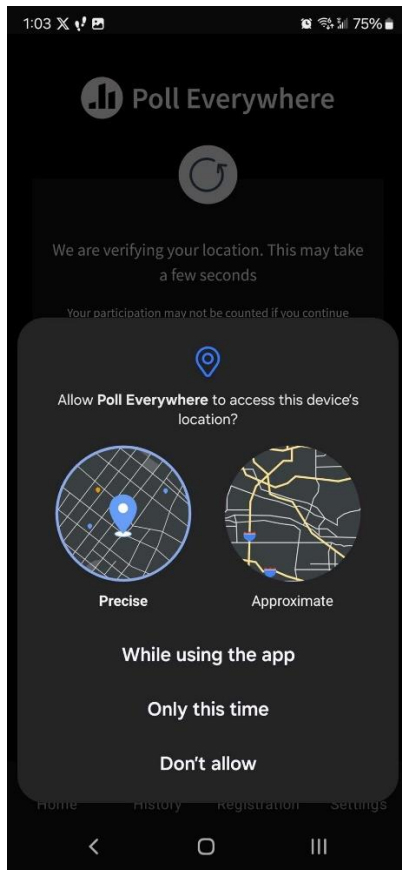 1:03 75%
Poll Everywhere
We are verifying your location. This may take
a few seconds
Your participation may not be counted if you continue
Allow Poll Everywhere to access this device's
location?
Precise Approximate
While using the app
Only this time
Don't allow
Home History Registration Settings